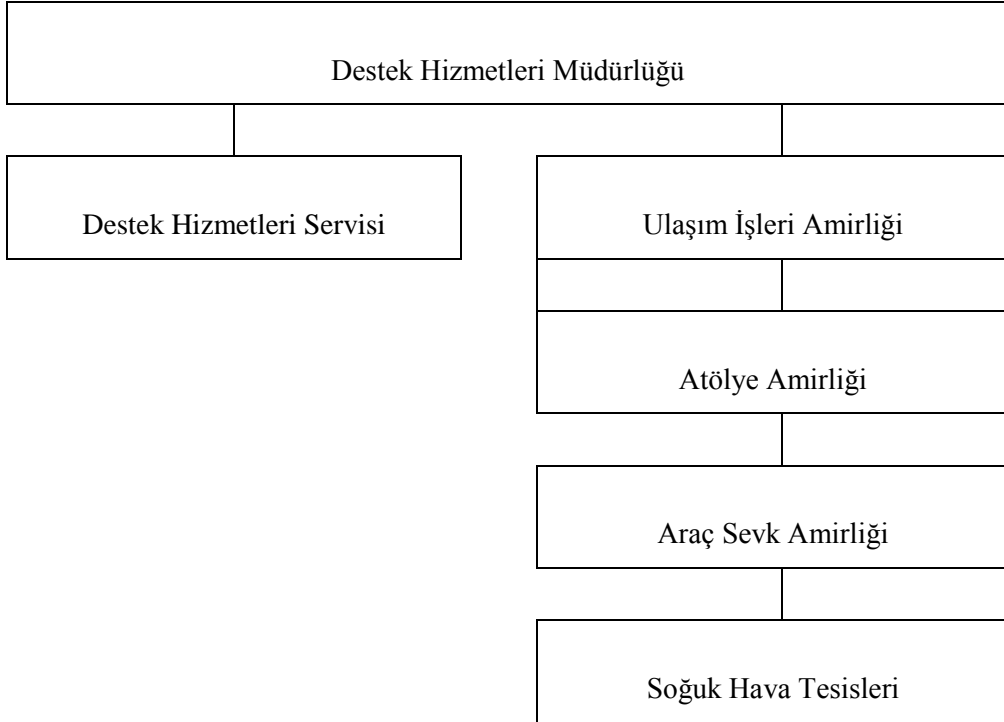 Destek Hizmetleri Müdürlüğü
Destek Hizmetleri Servisi
Ulaşım İşleri Amirliği
Atölye Amirliği
Araç Sevk Amirliği
Soğuk Hava Tesisleri